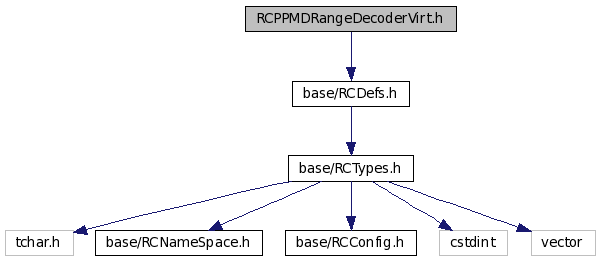 RCPPMDRangeDecoderVirt.h
base/RCDefs.h
base/RCTypes.h
tchar.h
base/RCNameSpace.h
base/RCConfig.h
cstdint
vector